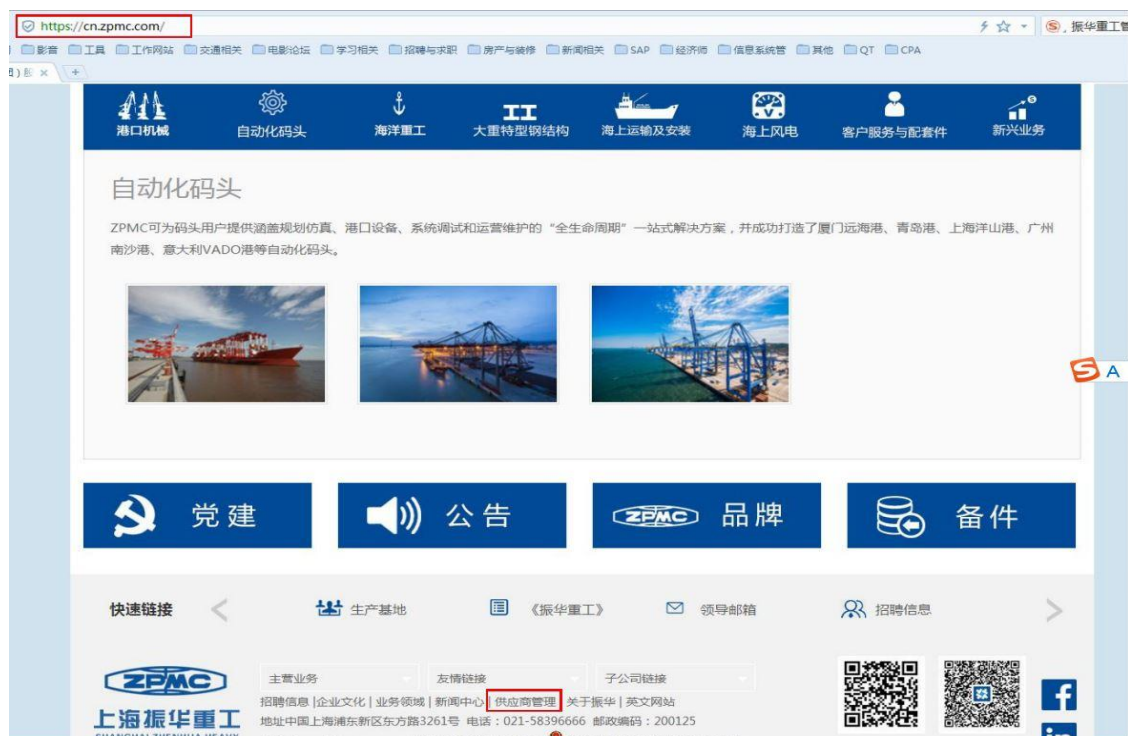 https://cn.zpmc.com/
振华重工管
影音 工具 工作网站 交通相关 电影论坛 学习相关 招聘与求职 房产与装修 新闻相关 SAP 经济师 信息系统管 其他 QT CPA
港口机械 自动化码头 海洋重工 大重特型钢结构 海上运输及安装 海上风电 客户服务与配套件 新兴业务
自动化码头
ZPMC可为码头用户提供涵盖规划仿真、港口设备、系统调试和运营维护的“全生命周期”一站式解决方案，并成功打造了厦门远海港、青岛港、上海洋山港、广州
南沙港、意大利VADO港等自动化码头。
S A
党建 公告 ZPMC 品牌 备件
快速链接 生产基地 《振华重工》 领导邮箱 招聘信息
ZPMC 主营业务 友情链接 子公司链接
招聘信息 |企业文化 | 业务领域 | 新闻中心 | 供应商管理 | 关于振华 | 英文网站
上海振华重工 地址中国上海浦东新区东方路3261号 电话：021-58396666 邮政编码：200125
f
in